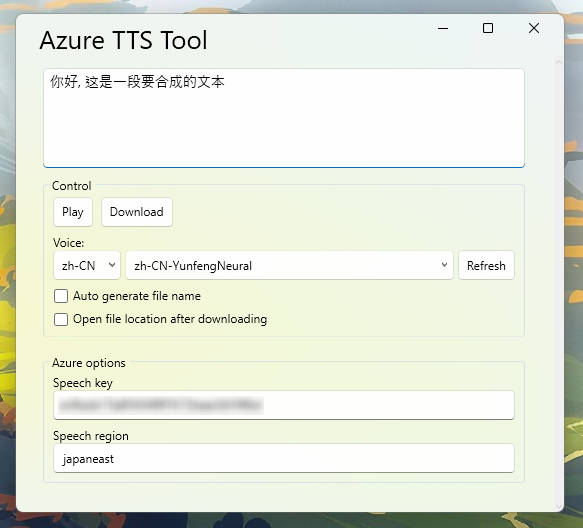 Azure TTS Tool
你好, 这是一段要合成的文本
Control
Play Download
Voice:
zh-CN zh-CN-YunfengNeural Refresh
Auto generate file name
Open file location after downloading
Azure options
Speech key
Speech region
japaneast